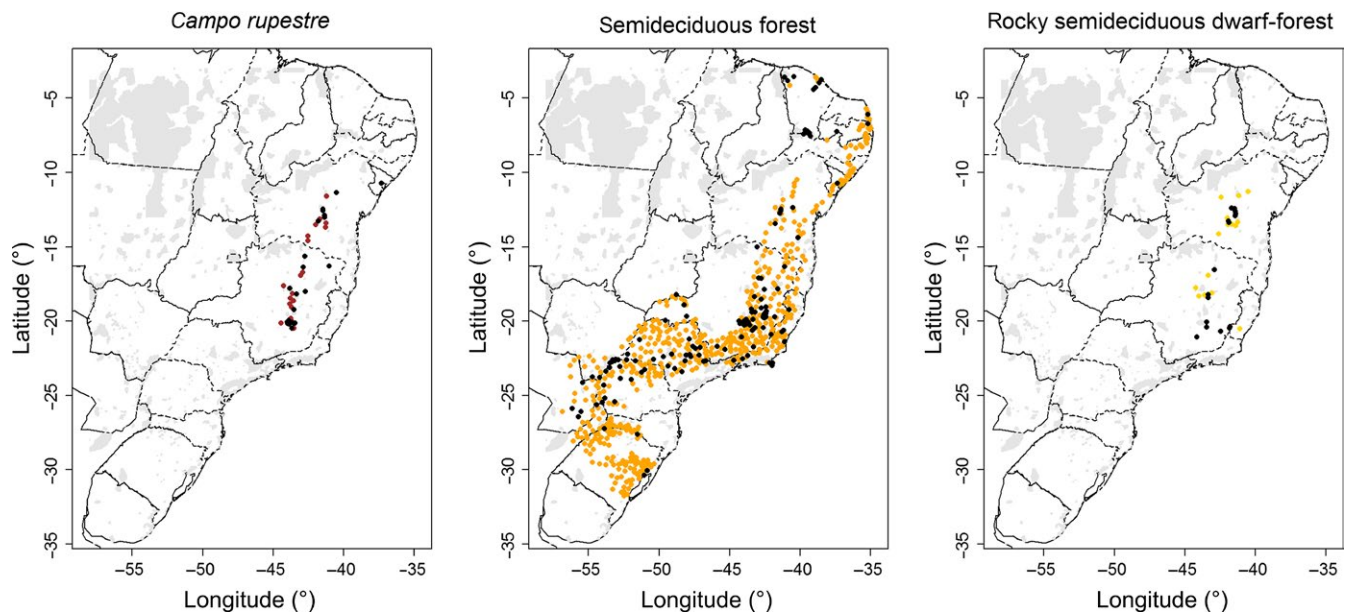 Campo rupestre
Semideciduous forest
Rocky semideciduous dwarf-forest
Latitude (°)
−5
−10
−15
−20
−25
−30
−35
−55 −50 −45 −40 −35
Longitude (°)
Latitude (°)
−5
−10
−15
−20
−25
−30
−35
−55 −50 −45 −40 −35
Longitude (°)
Latitude (°)
−5
−10
−15
−20
−25
−30
−35
−55 −50 −45 −40 −35
Longitude (°)